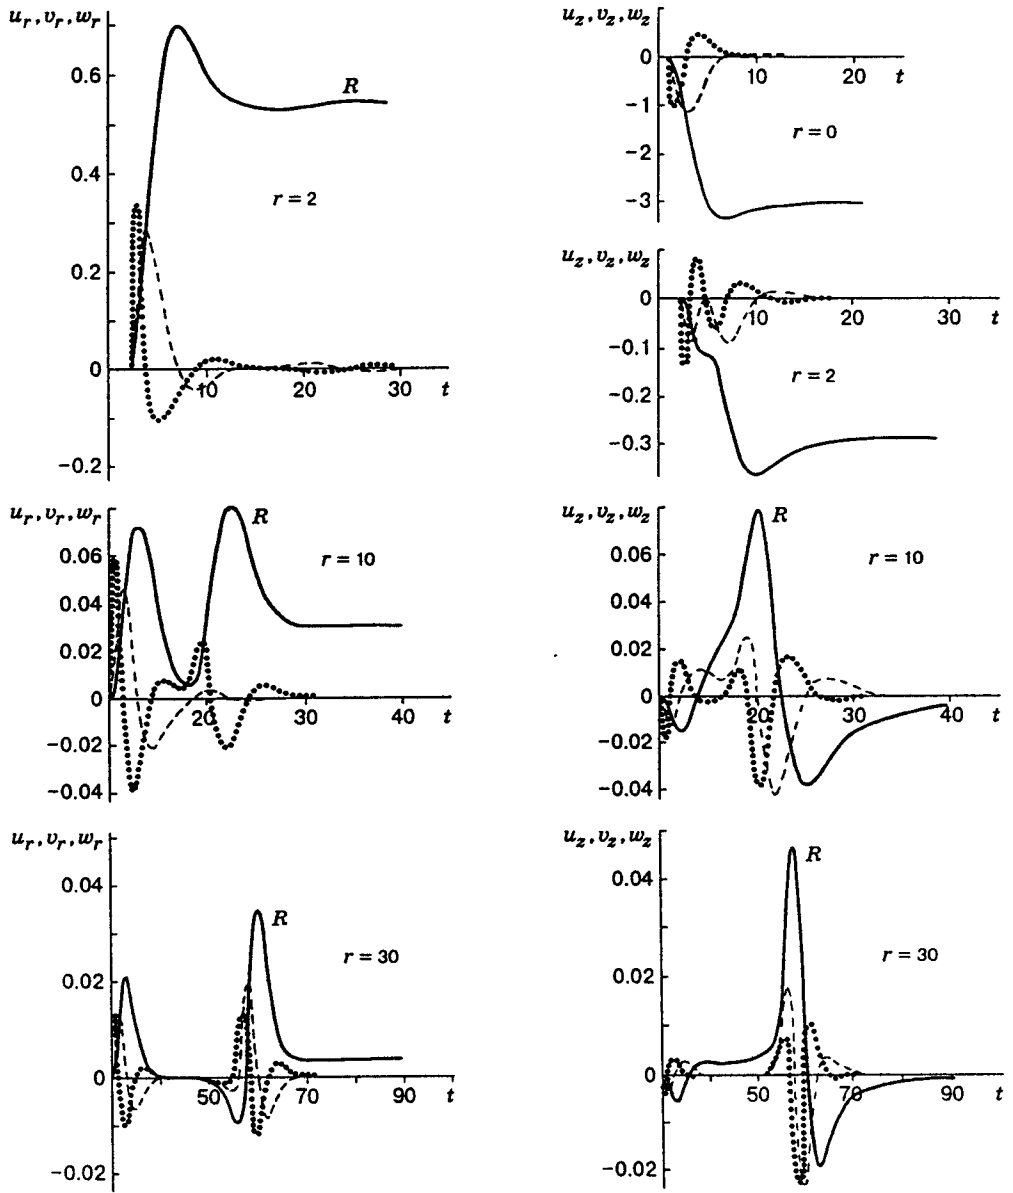 u_r, v_r, w_r
0.6
0.4
0.2
0
−0.2
R
r = 2
10
20
30
t
u_z, v_z, w_z
0
−1
−2
−3
10
20
t
r = 0
u_z, v_z, w_z
0
−0.1
−0.2
−0.3
10
20
30
t
r = 2
u_r, v_r, w_r
0.06
0.04
0.02
0
−0.02
−0.04
R
r = 10
20
30
40
t
u_z, v_z, w_z
0.06
0.04
0.02
0
−0.02
−0.04
R
r = 10
20
30
40
t
u_r, v_r, w_r
0.04
0.02
0
−0.02
R
r = 30
50
70
90
t
u_z, v_z, w_z
0.04
0.02
0
−0.02
R
r = 30
50
70
90
t